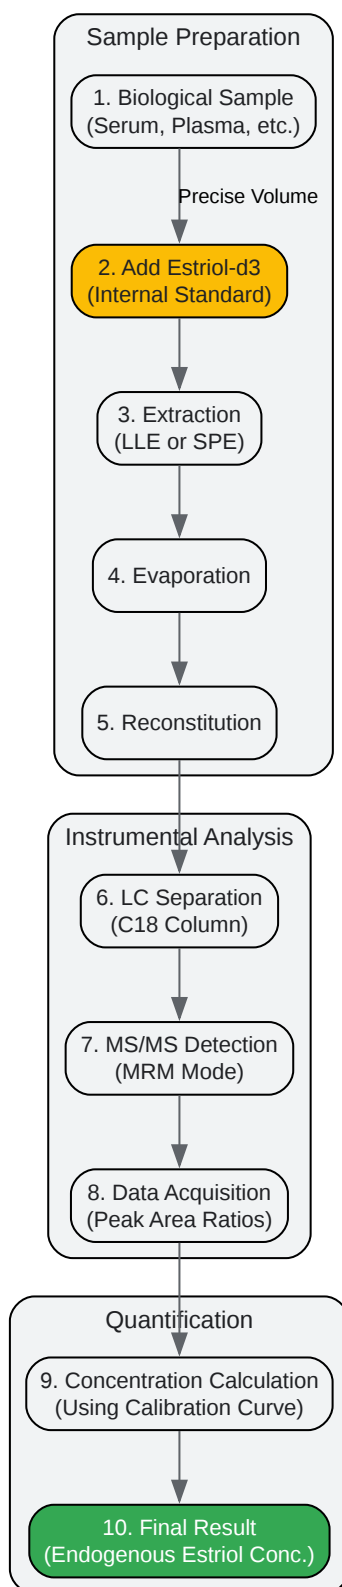 Sample Preparation
1. Biological Sample
(Serum, Plasma, etc.)
Precise Volume
2. Add Estriol-d3
(Internal Standard)
3. Extraction
(LLE or SPE)
4. Evaporation
5. Reconstitution
Instrumental Analysis
6. LC Separation
(C18 Column)
7. MS/MS Detection
(MRM Mode)
8. Data Acquisition
(Peak Area Ratios)
Quantification
9. Concentration Calculation
(Using Calibration Curve)
10. Final Result
(Endogenous Estriol Conc.)